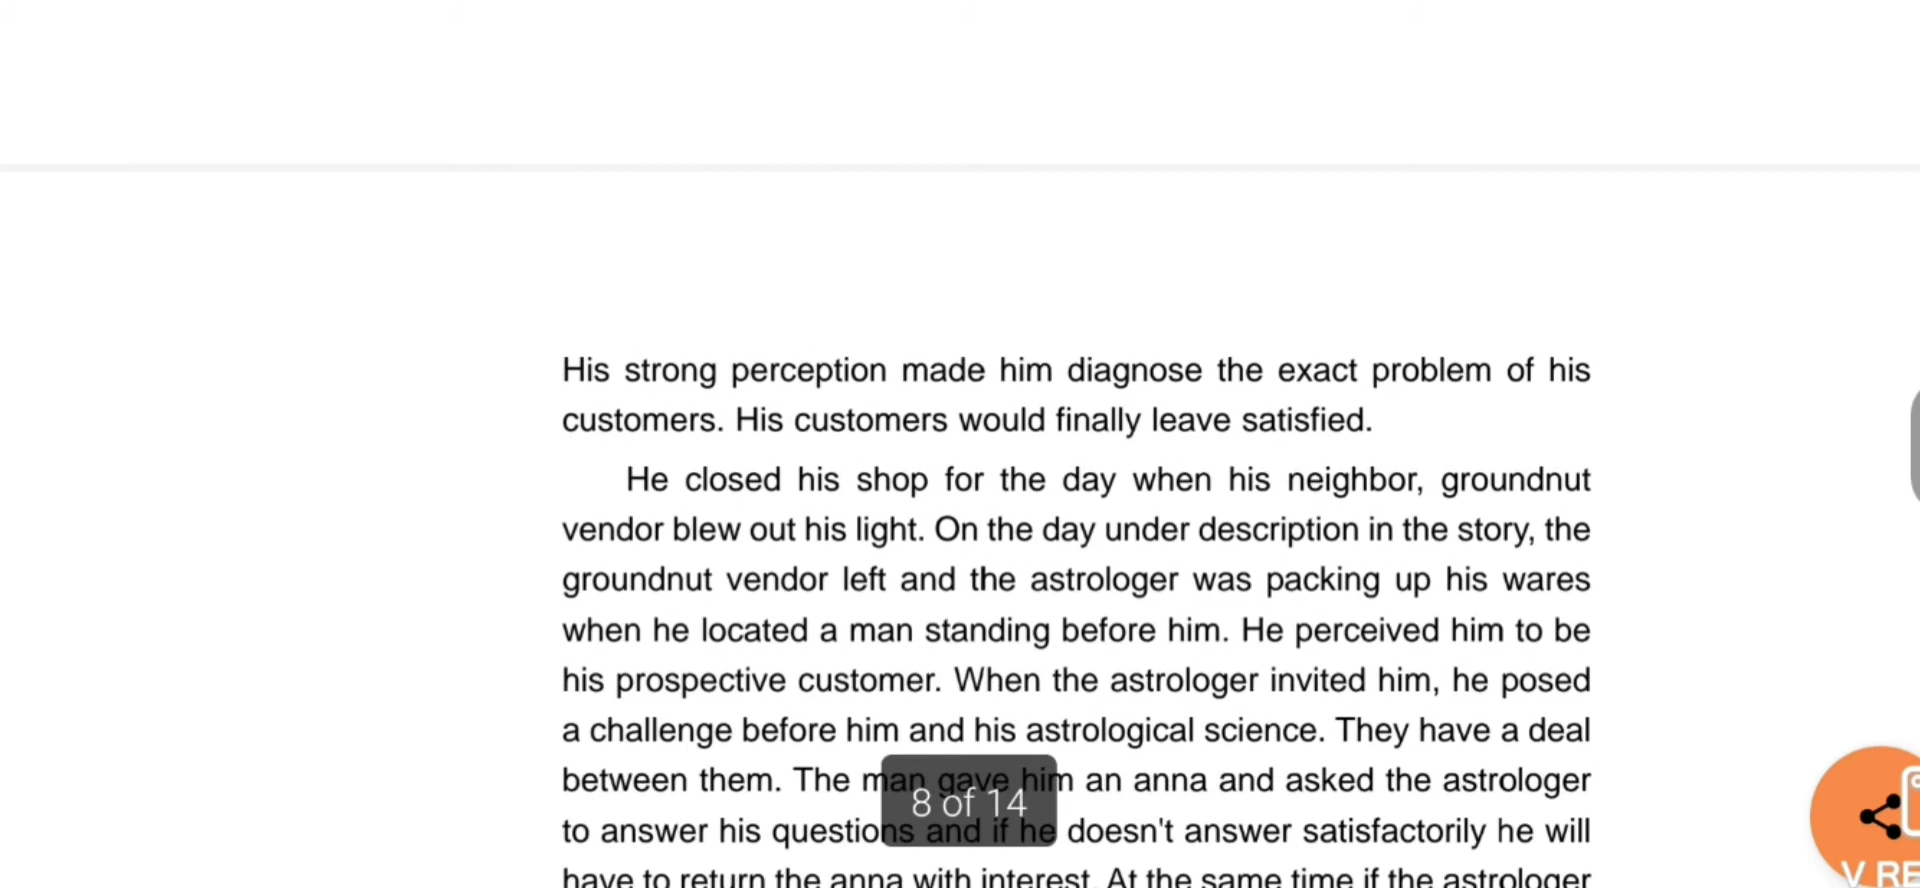 His strong perception made him diagnose the exact problem of his
customers. His customers would finally leave satisfied.
He closed his shop for the day when his neighbor, groundnut
vendor blew out his light. On the day under description in the story, the
groundnut vendor left and the astrologer was packing up his wares
when he located a man standing before him. He perceived him to be
his prospective customer. When the astrologer invited him, he posed
a challenge before him and his astrological science. They have a deal
between them. The man gave him an anna and asked the astrologer
8 of 14
to answer his questions and if he doesn't answer satisfactorily he will
have to return the anna with interest. At the same time if the astrologer
V RE